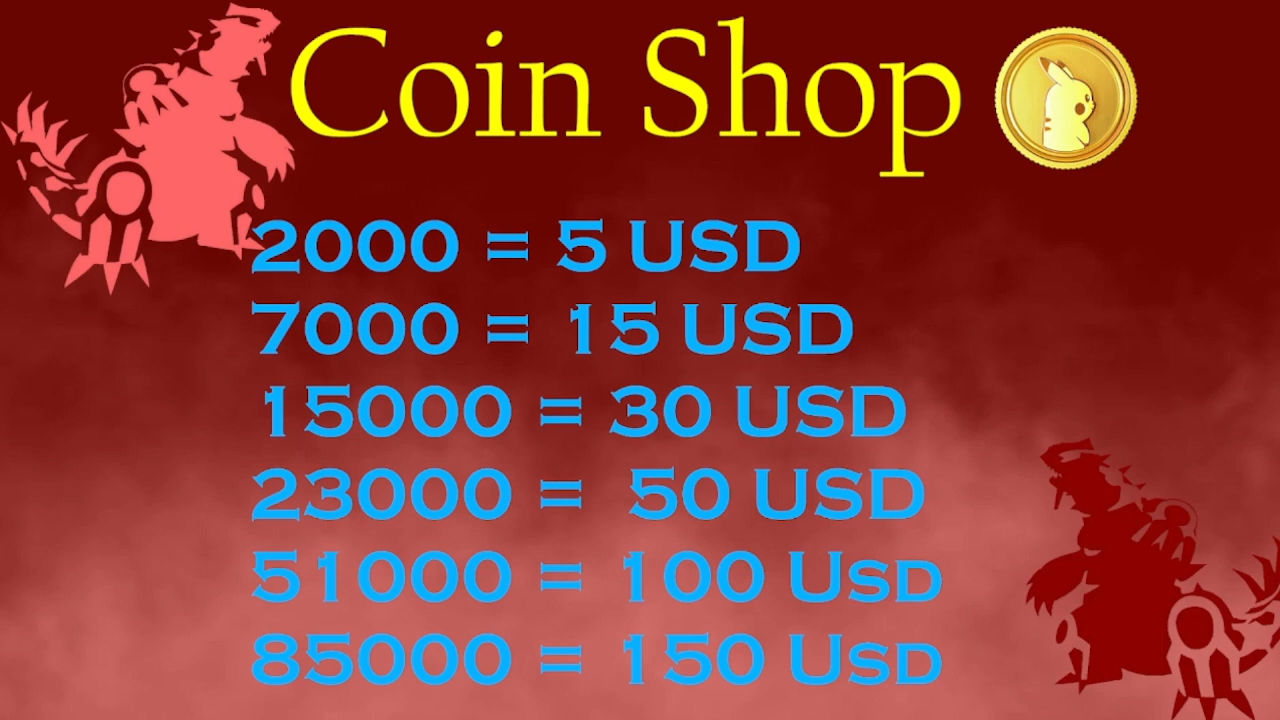 Coin Shop
2000 = 5 USD
7000 = 15 USD
15000 = 30 USD
23000 = 50 USD
51000 = 100 Usd
85000 = 150 Usd